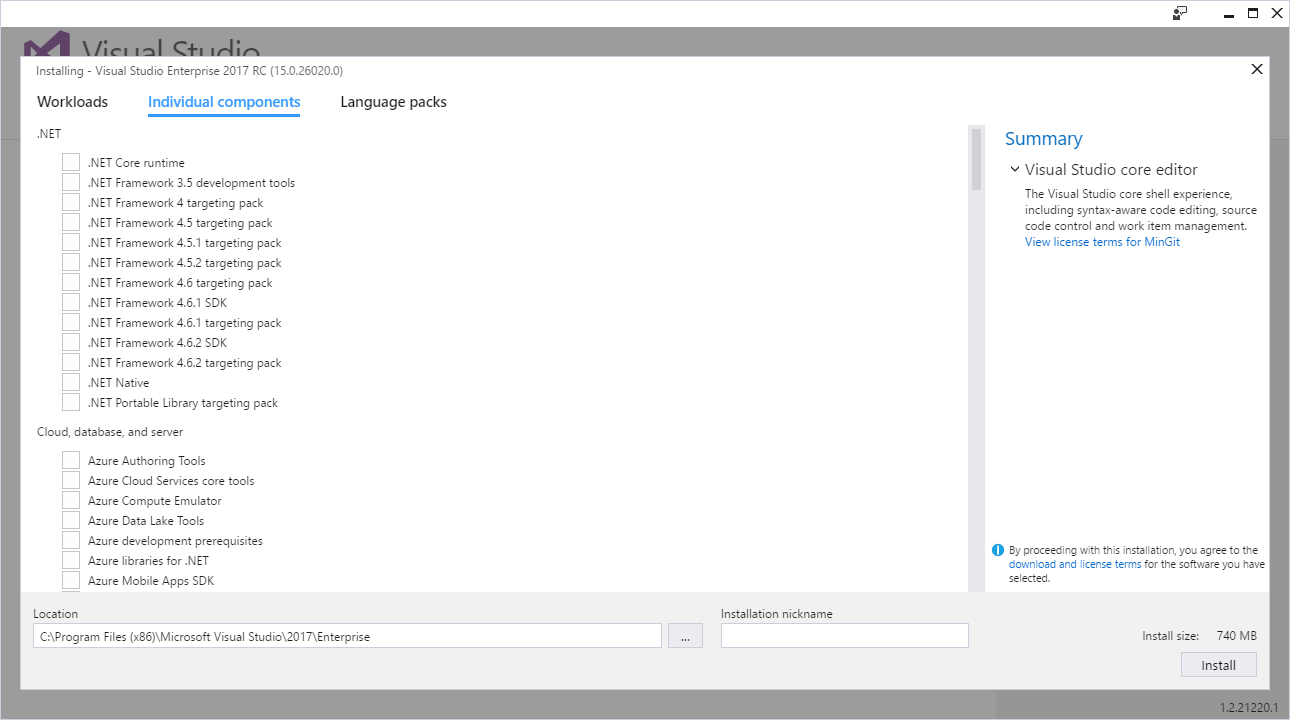 Visual Studio
Installing - Visual Studio Enterprise 2017 RC (15.0.26020.0)
Workloads
Individual components
Language packs
.NET
.NET Core runtime
.NET Framework 3.5 development tools
.NET Framework 4 targeting pack
.NET Framework 4.5 targeting pack
.NET Framework 4.5.1 targeting pack
.NET Framework 4.5.2 targeting pack
.NET Framework 4.6 targeting pack
.NET Framework 4.6.1 SDK
.NET Framework 4.6.1 targeting pack
.NET Framework 4.6.2 SDK
.NET Framework 4.6.2 targeting pack
.NET Native
.NET Portable Library targeting pack
Cloud, database, and server
Azure Authoring Tools
Azure Cloud Services core tools
Azure Compute Emulator
Azure Data Lake Tools
Azure development prerequisites
Azure libraries for .NET
Azure Mobile Apps SDK
Summary
Visual Studio core editor
The Visual Studio core shell experience,
including syntax-aware code editing, source
code control and work item management.
View license terms for MinGit
By proceeding with this installation, you agree to the
download and license terms for the software you have
selected.
Location
C:\Program Files (x86)\Microsoft Visual Studio\2017\Enterprise
...
Installation nickname
Install size: 740 MB
Install
1.2.21220.1